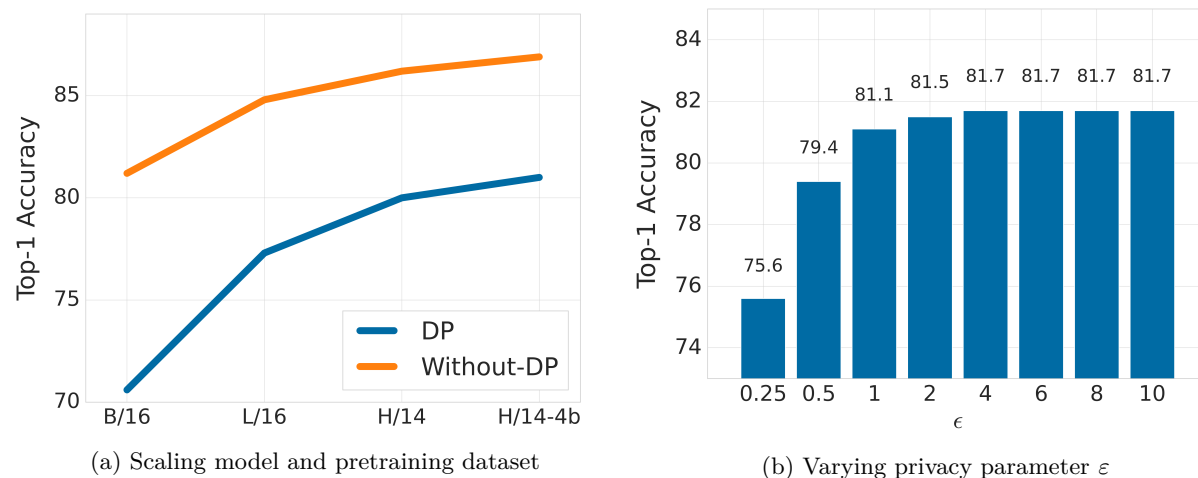 Top-1 Accuracy
85
80
75
70
B/16 L/16 H/14 H/14-4b
DP
Without-DP
(a) Scaling model and pretraining dataset
Top-1 Accuracy
84
82
80
78
76
74
75.6 79.4 81.1 81.5 81.7 81.7 81.7 81.7
0.25 0.5 1 2 4 6 8 10
ϵ
(b) Varying privacy parameter ε